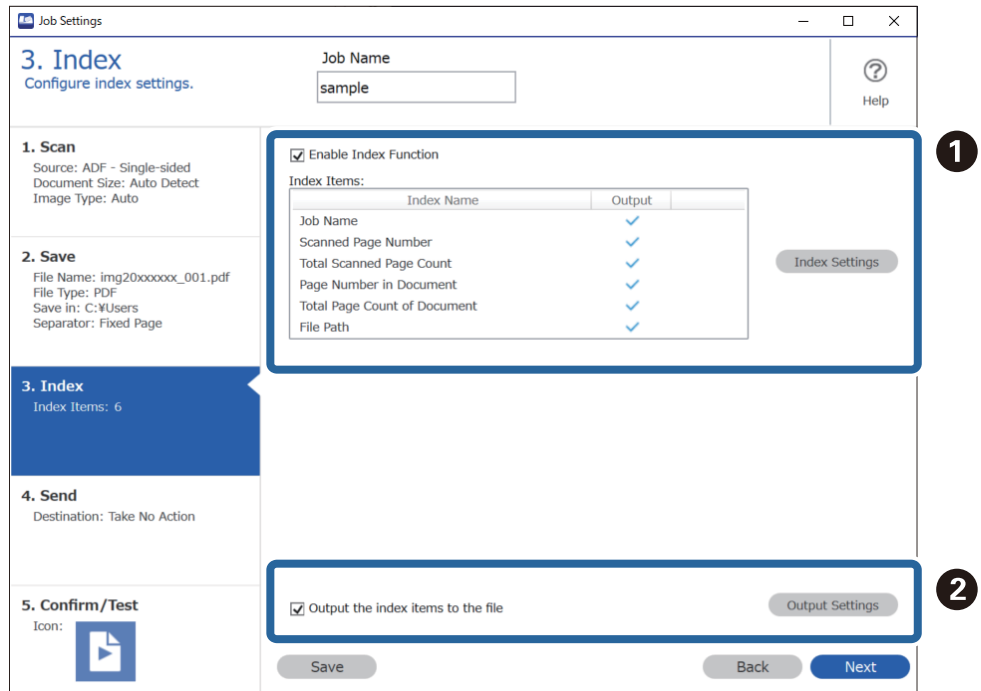 Job Settings
3. Index
Configure index settings.
Job Name
sample
Help
1. Scan
Source: ADF - Single-sided
Document Size: Auto Detect
Image Type: Auto
2. Save
File Name: img20xxxxxx_001.pdf
File Type: PDF
Save in: C:¥Users
Separator: Fixed Page
3. Index
Index Items: 6
4. Send
Destination: Take No Action
5. Confirm/Test
Icon:
Enable Index Function
Index Items:
Index Name Output
Job Name
Scanned Page Number
Total Scanned Page Count
Page Number in Document
Total Page Count of Document
File Path
Index Settings
1
Output the index items to the file
Output Settings
2
Save
Back
Next